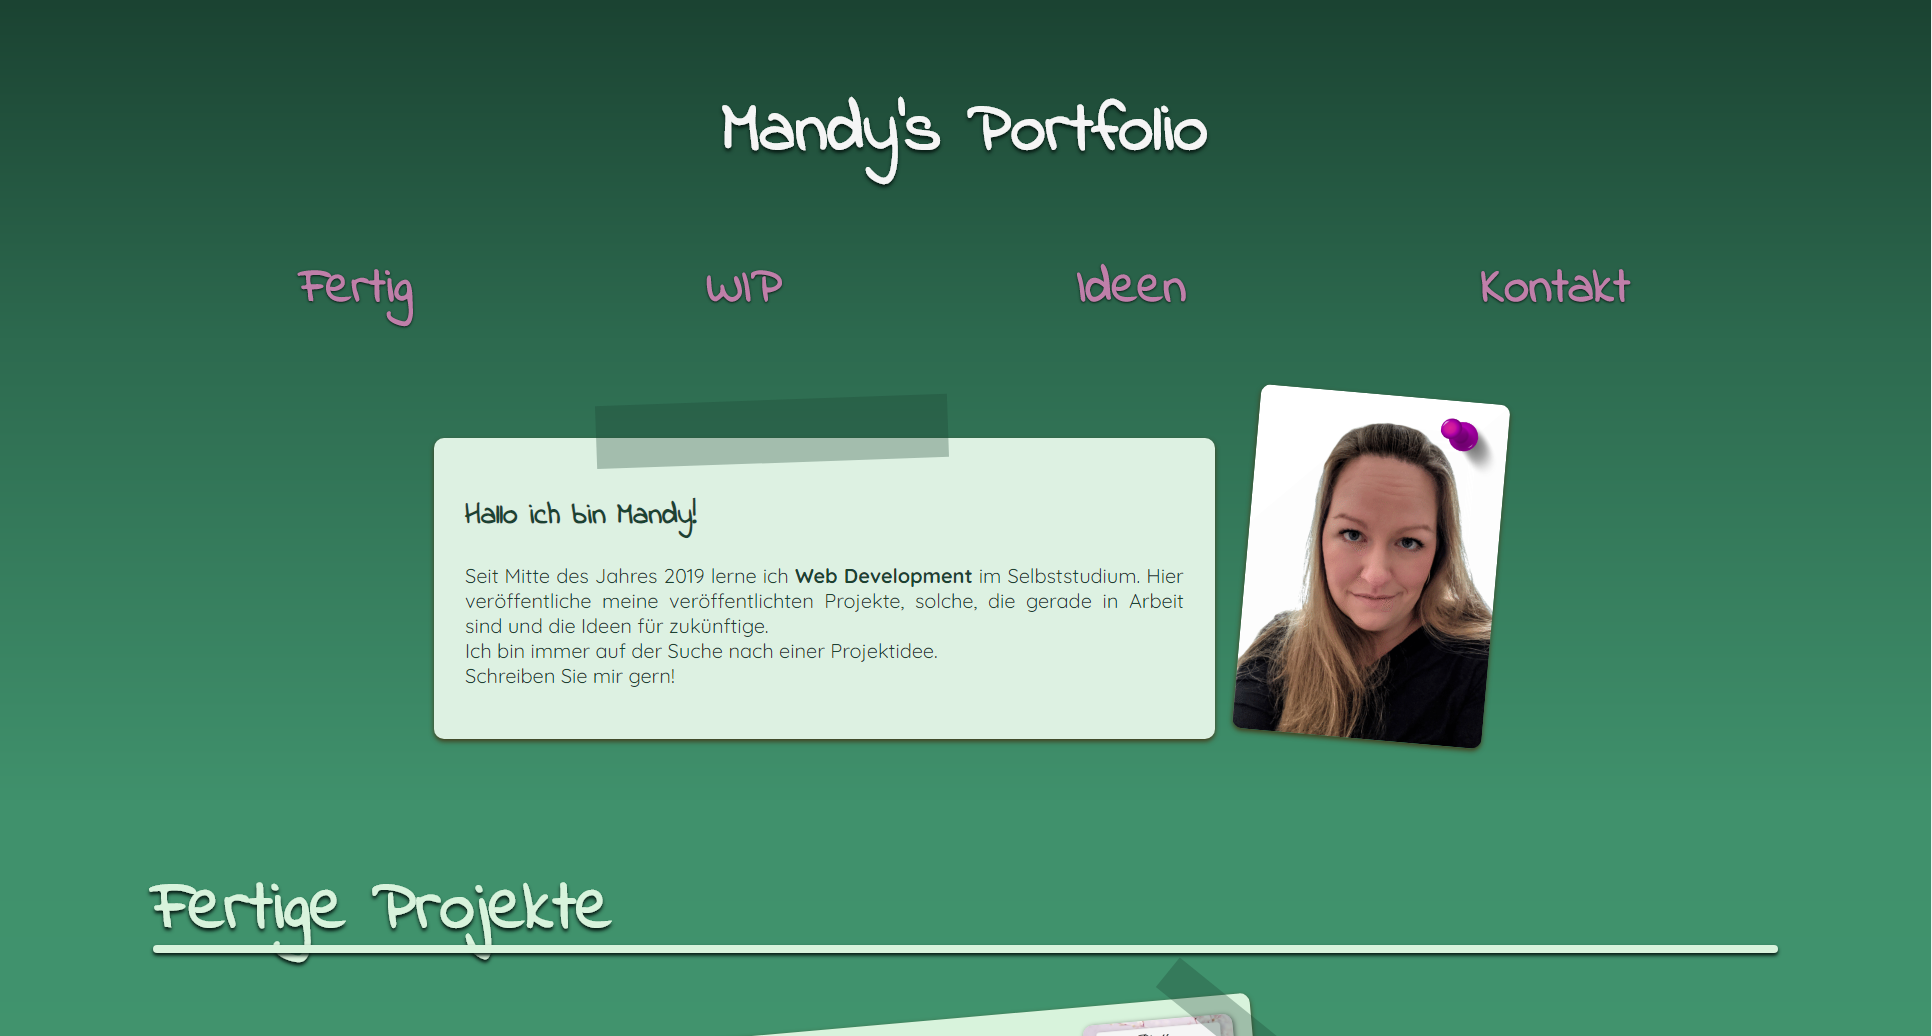 Mandy's Portfolio
Fertig WIP Ideen Kontakt
Hallo ich bin Mandy!
Seit Mitte des Jahres 2019 lerne ich Web Development im Selbststudium. Hier
veröffentliche meine veröffentlichten Projekte, solche, die gerade in Arbeit
sind und die Ideen für zukünftige.
Ich bin immer auf der Suche nach einer Projektidee.
Schreiben Sie mir gern!
Fertige Projekte